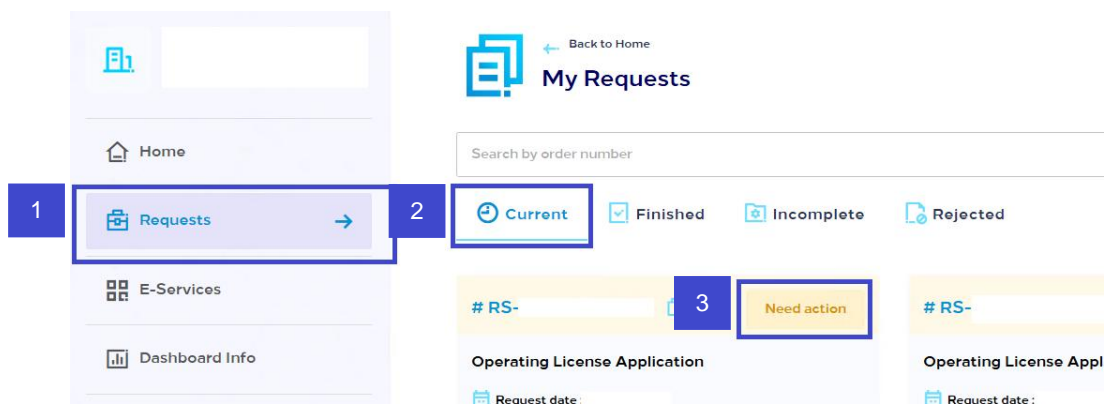 Back to Home
My Requests
Home
Search by order number
1
Requests
2
Current
Finished
Incomplete
Rejected
E-Services
# RS-
3
Need action
# RS-
Dashboard Info
Operating License Application
Operating License Appli
Request date :
Request date :